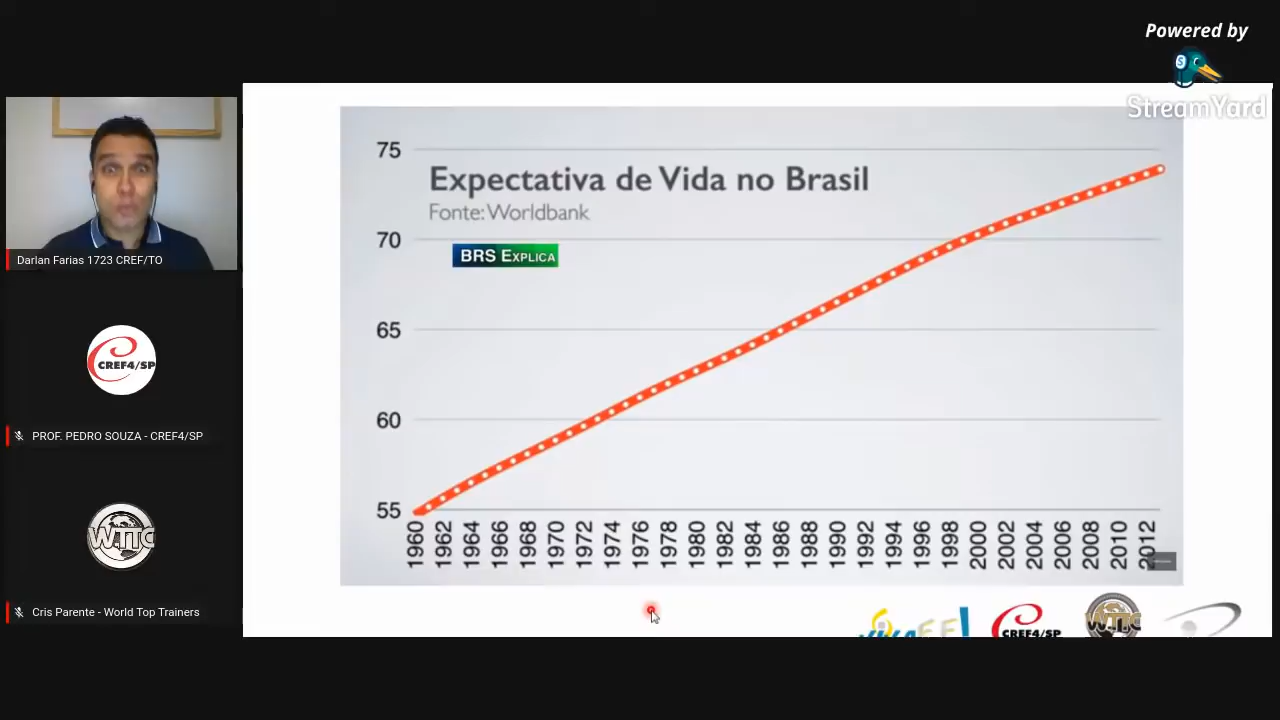 Powered by
StreamYard
Darlan Farias 1723 CREF/TO
CREF4/SP
PROF. PEDRO SOUZA - CREF4/SP
WTTC
Cris Parente - World Top Trainers
Expectativa de Vida no Brasil
Fonte: Worldbank
BRS EXPLICA
75
70
65
60
55
1960 1962 1964 1966 1968 1970 1972 1974 1976 1978 1980 1982 1984 1986 1988 1990 1992 1994 1996 1998 2000 2002 2004 2006 2008 2010 2012
CREF4/SP
WTTC